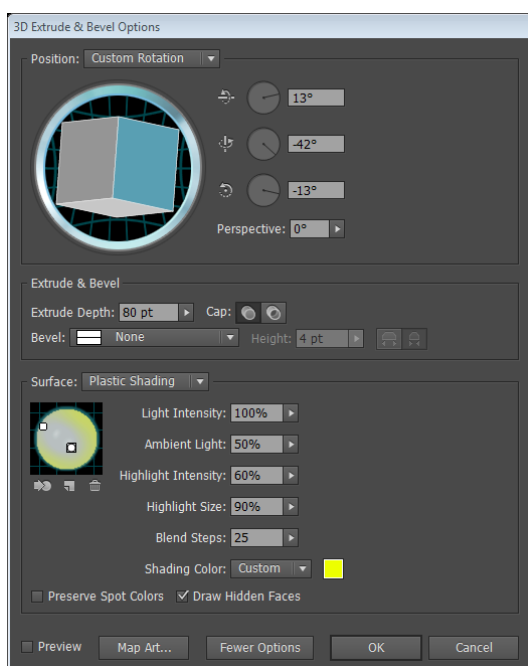 3D Extrude & Bevel Options
Position: Custom Rotation
13°
-42°
-13°
Perspective: 0°
Extrude & Bevel
Extrude Depth: 80 pt Cap:
Bevel: None Height: 4 pt
Surface: Plastic Shading
Light Intensity: 100%
Ambient Light: 50%
Highlight Intensity: 60%
Highlight Size: 90%
Blend Steps: 25
Shading Color: Custom
Preserve Spot Colors Draw Hidden Faces
Preview Map Art... Fewer Options OK Cancel